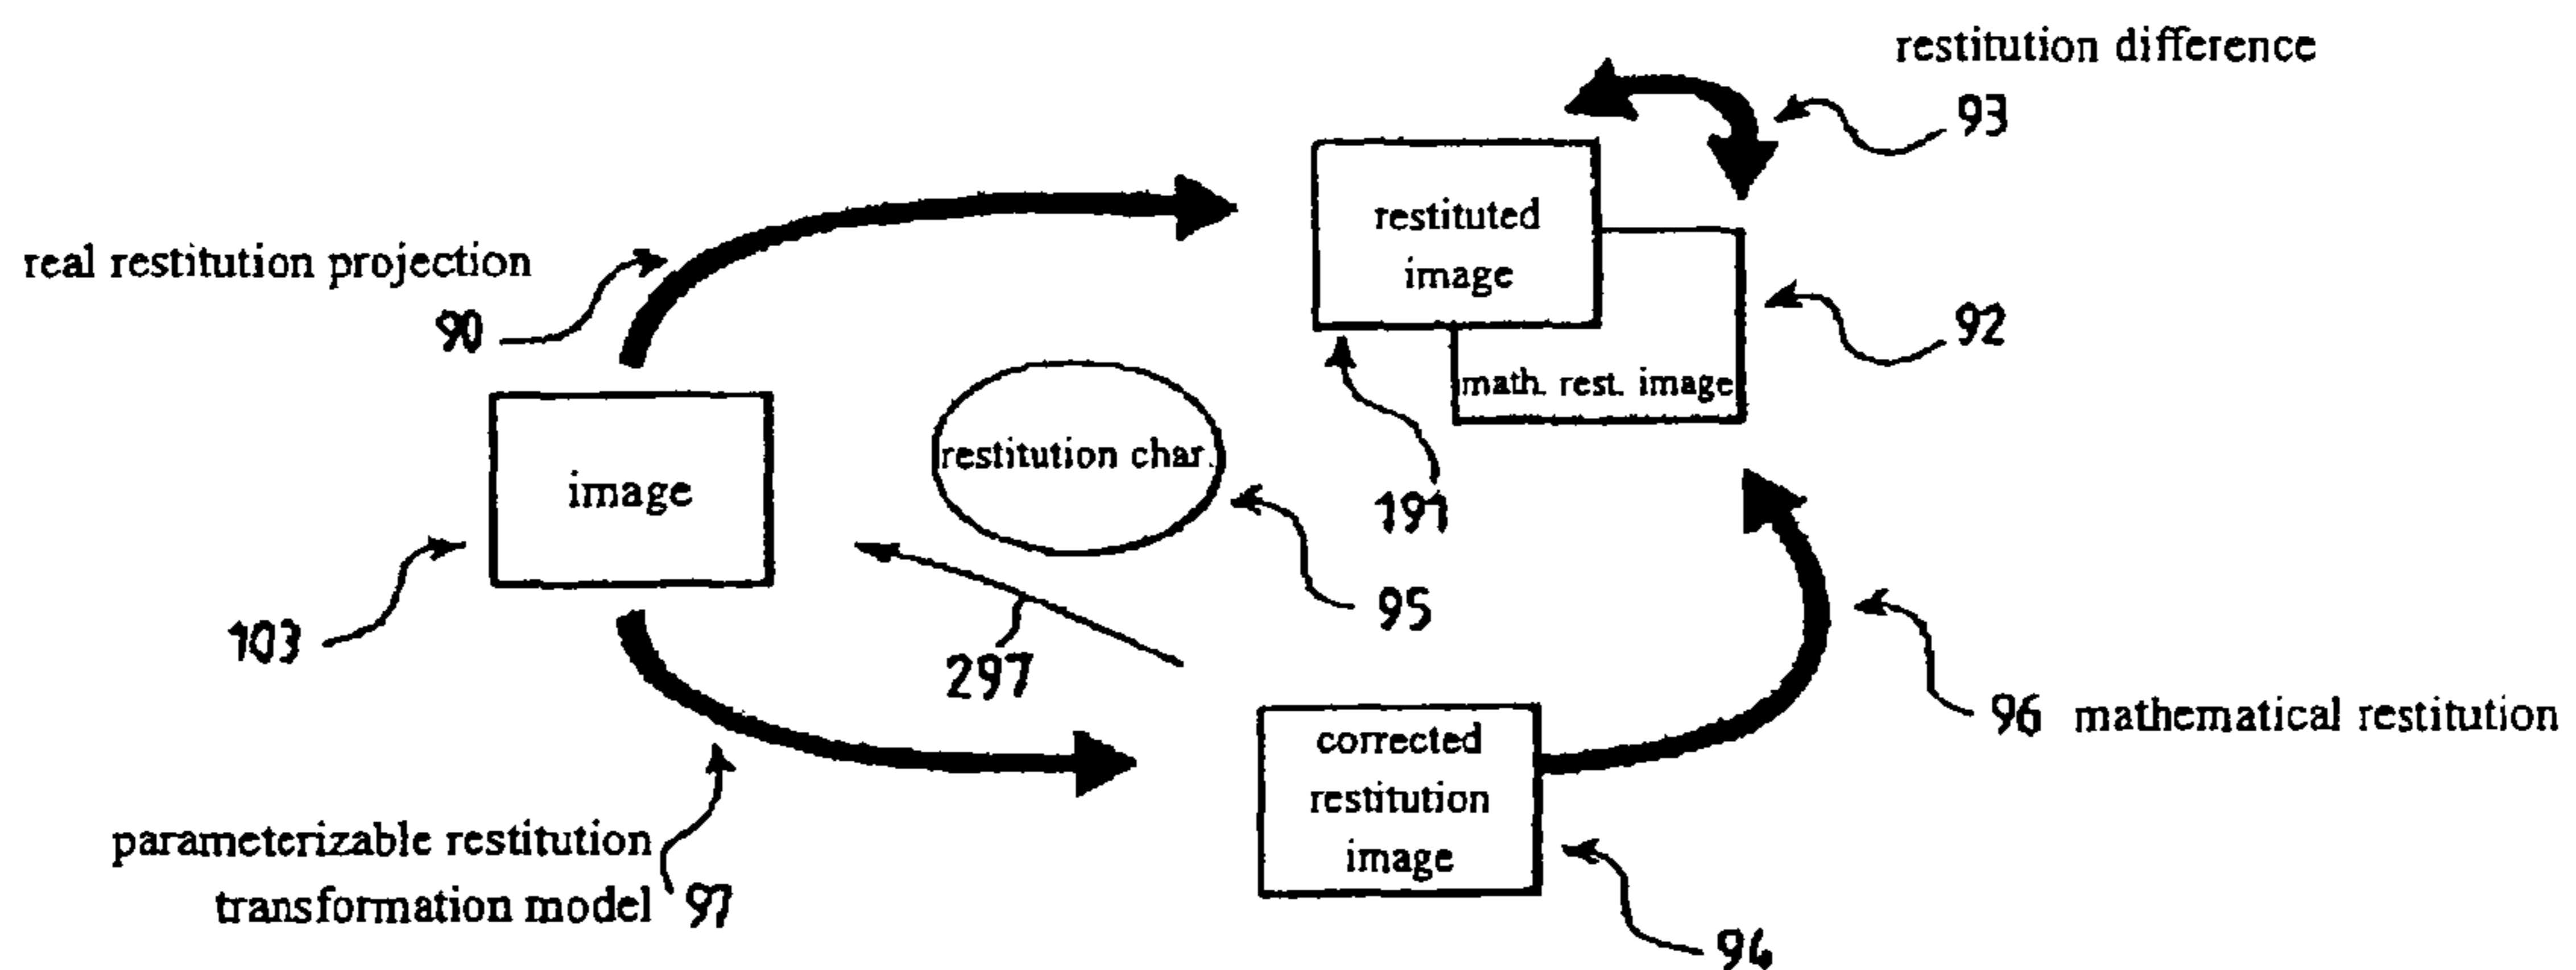 restitution difference
93
real restitution projection
90
restituted
image
92
math. rest. image
restitution char.
image
191
95
103
297
96 mathematical restitution
corrected
restitution
image
parameterizable restitution
transformation model 97
94